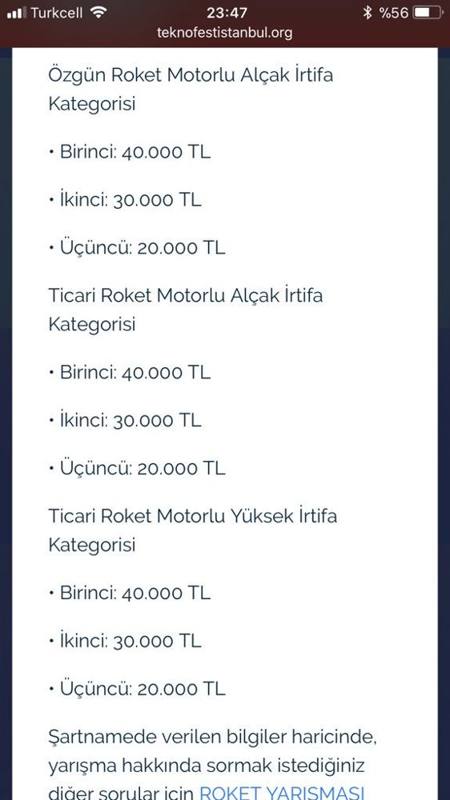 Turkcell 23:47 %56
teknofestistanbul.org
Özgün Roket Motorlu Alçak İrtifa
Kategorisi
• Birinci: 40.000 TL
• İkinci: 30.000 TL
• Üçüncü: 20.000 TL
Ticari Roket Motorlu Alçak İrtifa
Kategorisi
• Birinci: 40.000 TL
• İkinci: 30.000 TL
• Üçüncü: 20.000 TL
Ticari Roket Motorlu Yüksek İrtifa
Kategorisi
• Birinci: 40.000 TL
• İkinci: 30.000 TL
• Üçüncü: 20.000 TL
Şartnamede verilen bilgiler haricinde,
yarışma hakkında sormak istediğiniz
diğer sorular için ROKET YARIŞMASI